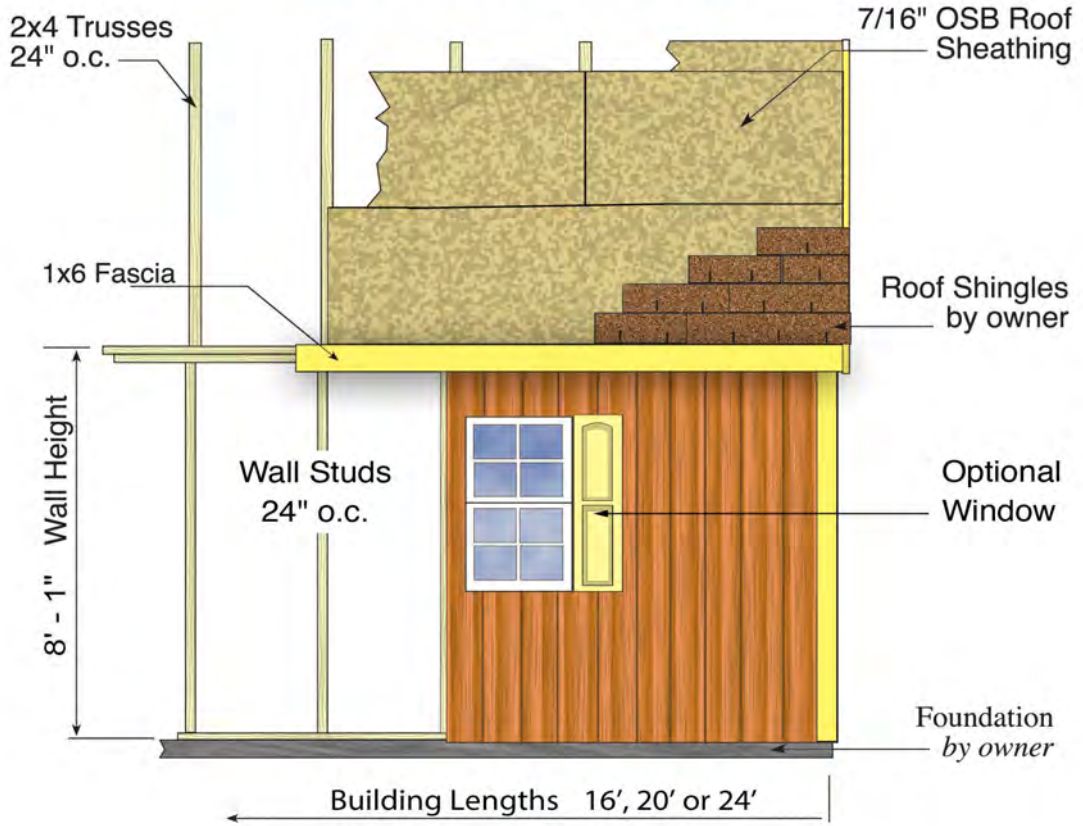 2x4 Trusses
24" o.c.
7/16" OSB Roof
Sheathing
1x6 Fascia
Roof Shingles
by owner
8' - 1" Wall Height
Wall Studs
24" o.c.
Optional
Window
Foundation
by owner
Building Lengths 16', 20' or 24'